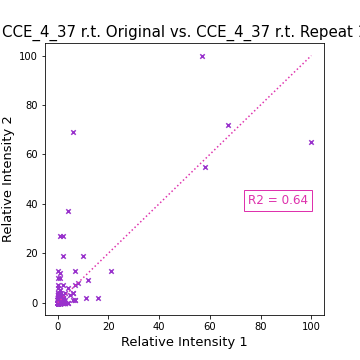 CCE_4_37 r.t. Original vs. CCE_4_37 r.t. Repeat
Relative Intensity 2
100
80
60
40
20
0
R2 = 0.64
0 20 40 60 80 100
Relative Intensity 1